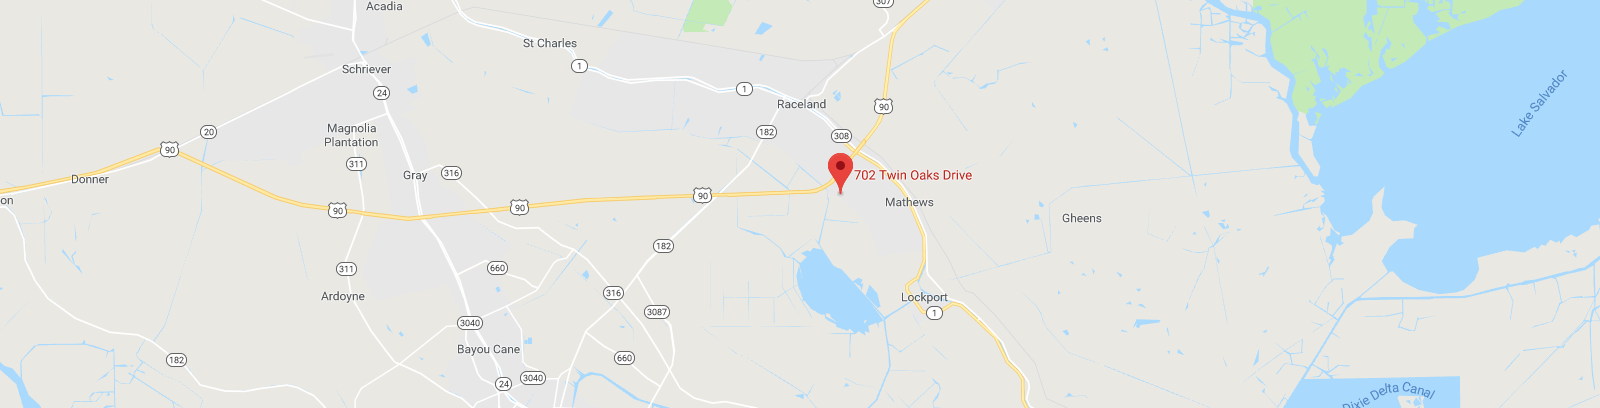 Acadia
307
St Charles
1
Schriever
24
1
Raceland
90
Lake Salvador
20
Magnolia
Plantation
182
308
90
311
316
Donner
Gray
702 Twin Oaks Drive
on
90
90
90
Mathews
Gheens
182
311
660
Ardoyne
316
Lockport
3087
1
3040
Bayou Cane
182
660
3040
24
Dixie Delta Canal